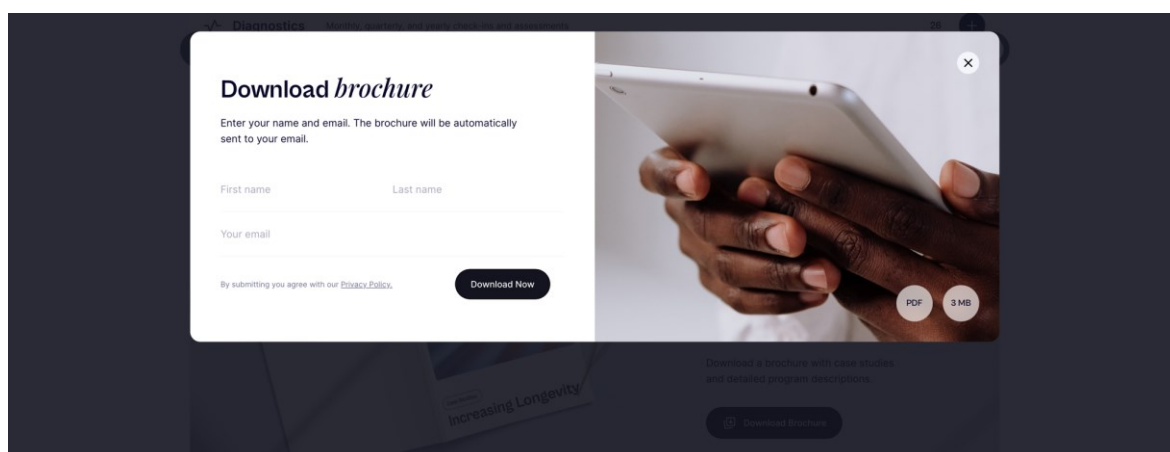 Diagnostics Monthly, quarterly, and yearly check-ins and assessments 26
Download brochure
Enter your name and email. The brochure will be automatically
sent to your email.
First name Last name
Your email
By submitting you agree with our Privacy Policy. Download Now
PDF 3 MB
Download a brochure with case studies
and detailed program descriptions.
Increasing Longevity
Download Brochure